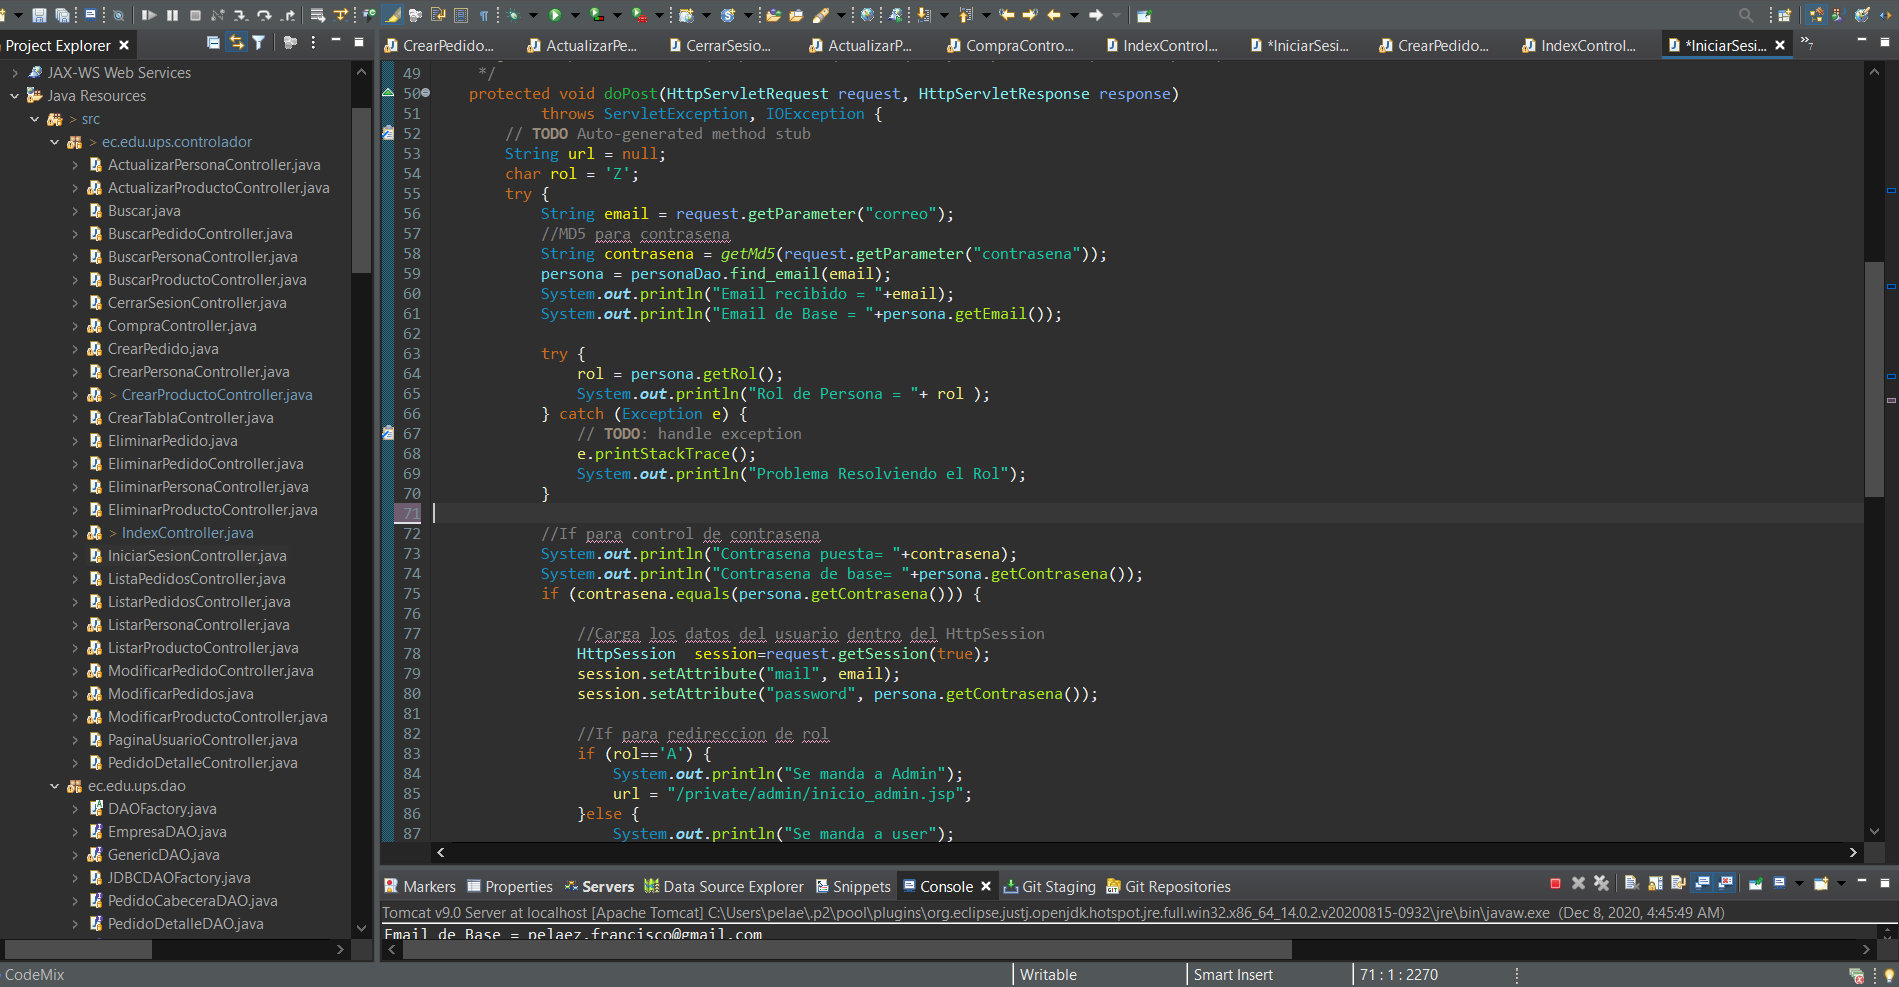 Project Explorer
CrearPedido...
ActualizarPe...
CerrarSesio...
ActualizarP...
CompraContro...
IndexControl...
*IniciarSesi...
CrearPedido...
IndexControl...
*IniciarSesi...
7
JAX-WS Web Services
Java Resources
> src
> ec.edu.ups.controlador
ActualizarPersonaController.java
ActualizarProductoController.java
Buscar.java
BuscarPedidoController.java
BuscarPersonaController.java
BuscarProductoController.java
CerrarSesionController.java
CompraController.java
CrearPedido.java
CrearPersonaController.java
> CrearProductoController.java
CrearTablaController.java
EliminarPedido.java
EliminarPedidoController.java
EliminarPersonaController.java
EliminarProductoController.java
> IndexController.java
IniciarSesionController.java
ListaPedidosController.java
ListarPedidosController.java
ListarPersonaController.java
ListarProductoController.java
ModificarPedidoController.java
ModificarPedidos.java
ModificarProductoController.java
PaginaUsuarioController.java
PedidoDetalleController.java
ec.edu.ups.dao
DAOFactory.java
EmpresaDAO.java
GenericDAO.java
JDBCDAOFactory.java
PedidoCabeceraDAO.java
PedidoDetalleDAO.java
49 */
50 protected void doPost(HttpServletRequest request, HttpServletResponse response)
51 throws ServletException, IOException {
52 // TODO Auto-generated method stub
53 String url = null;
54 char rol = 'Z';
55 try {
56 String email = request.getParameter("correo");
57 //MD5 para contrasena
58 String contrasena = getMd5(request.getParameter("contrasena"));
59 persona = personaDao.find_email(email);
60 System.out.println("Email recibido = "+email);
61 System.out.println("Email de Base = "+persona.getEmail());
62
63 try {
64 rol = persona.getRol();
65 System.out.println("Rol de Persona = "+ rol );
66 } catch (Exception e) {
67 // TODO: handle exception
68 e.printStackTrace();
69 System.out.println("Problema Resolviendo el Rol");
70 }
71
72 //If para control de contrasena
73 System.out.println("Contrasena puesta= "+contrasena);
74 System.out.println("Contrasena de base= "+persona.getContrasena());
75 if (contrasena.equals(persona.getContrasena())) {
76
77 //Carga los datos del usuario dentro del HttpSession
78 HttpSession  session=request.getSession(true);
79 session.setAttribute("mail", email);
80 session.setAttribute("password", persona.getContrasena());
81
82 //If para redireccion de rol
83 if (rol=='A') {
84 System.out.println("Se manda a Admin");
85 url = "/private/admin/inicio_admin.jsp";
86 }else {
87 System.out.println("Se manda a user");
Markers Properties Servers Data Source Explorer Snippets Console Git Staging Git Repositories
Tomcat v9.0 Server at localhost [Apache Tomcat] C:\Users\pelae\.p2\pool\plugins\org.eclipse.justj.openjdk.hotspot.jre.full.win32.x86_64_14.0.2.v20200815-0932\jre\bin\javaw.exe (Dec 8, 2020, 4:45:49 AM)
Email de Base = pelaez.francisco@gmail.com
CodeMix
Writable
Smart Insert
71 : 1 : 2270